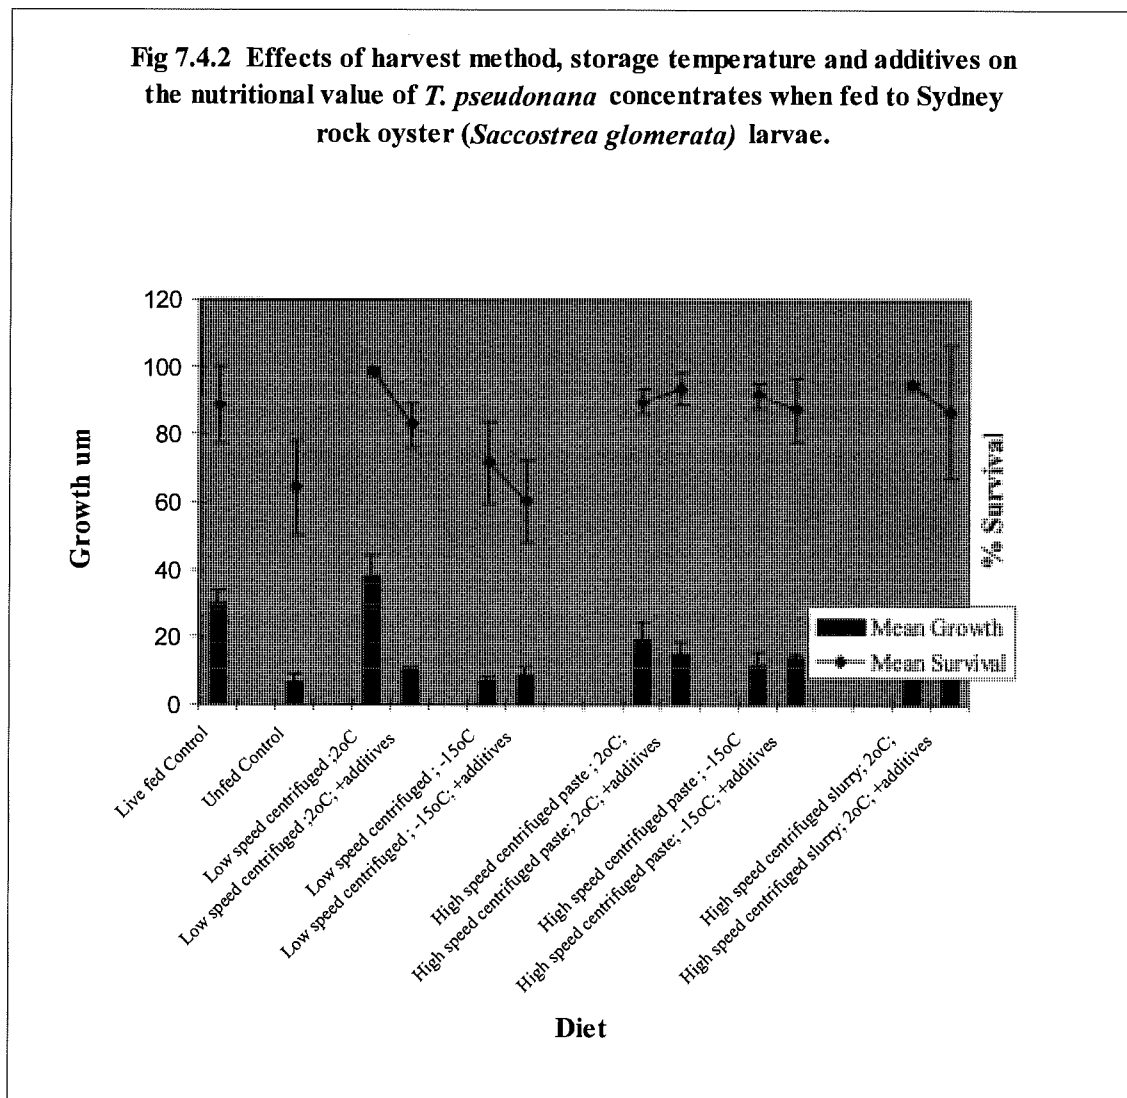 Fig 7.4.2 Effects of harvest method, storage temperature and additives on
the nutritional value of T. pseudonana concentrates when fed to Sydney
rock oyster (Saccostrea glomerata) larvae.
120
100
80
60
40
20
0
Growth um
% Survival
Mean Growth
Mean Survival
Live fed Control
Unfed Control
Low speed centrifuged ;2oC
Low speed centrifuged ;2oC; +additives
Low speed centrifuged ; -15oC
Low speed centrifuged ; -15oC; +additives
High speed centrifuged paste ; 2oC;
High speed centrifuged paste; 2oC; +additives
High speed centrifuged paste ; -15oC
High speed centrifuged paste; -15oC; +additives
High speed centrifuged slurry; 2oC;
High speed centrifuged slurry; 2oC; +additives
Diet